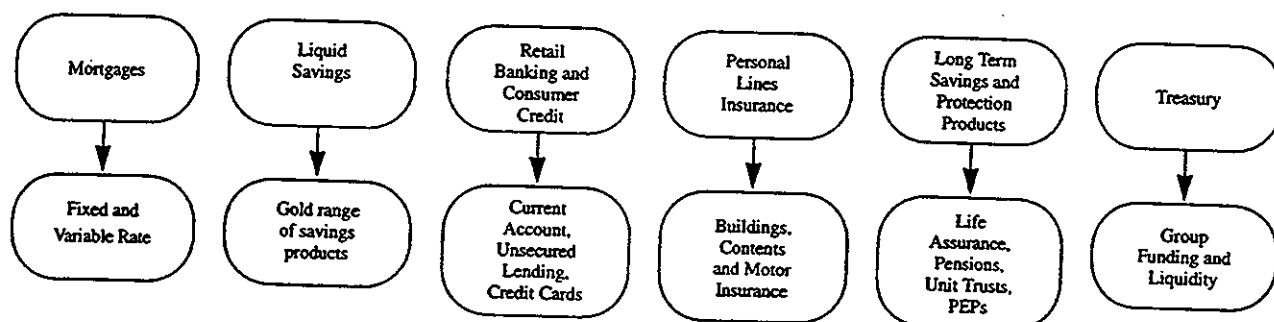 Mortgages
Liquid
Savings
Retail
Banking and
Consumer
Credit
Personal
Lines
Insurance
Long Term
Savings and
Protection
Products
Treasury
Fixed and
Variable Rate
Gold range
of savings
products
Current
Account,
Unsecured
Lending,
Credit Cards
Buildings,
Contents
and Motor
Insurance
Life
Assurance,
Pensions,
Unit Trusts,
PEPs
Group
Funding and
Liquidity